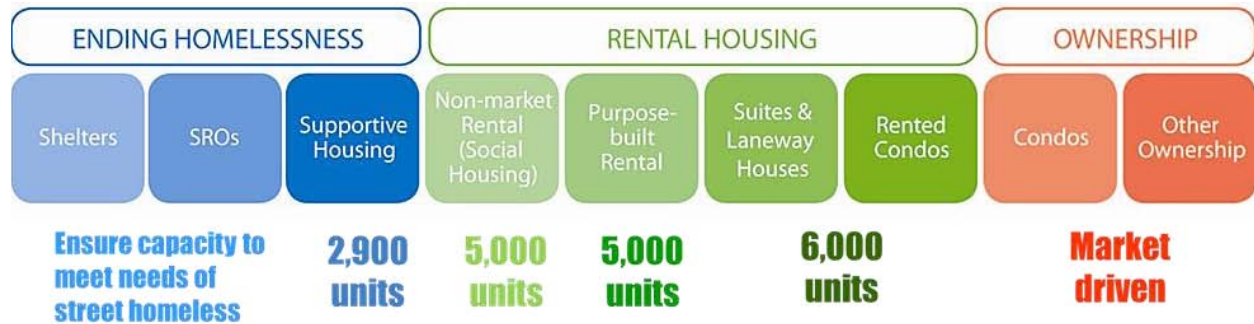 ENDING HOMELESSNESS
RENTAL HOUSING
OWNERSHIP
Shelters
SROs
Supportive
Housing
Non-market
Rental
(Social
Housing)
Purpose-
built
Rental
Suites &
Laneway
Houses
Rented
Condos
Condos
Other
Ownership
Ensure capacity to
meet needs of
street homeless
2,900
units
5,000
units
5,000
units
6,000
units
Market
driven